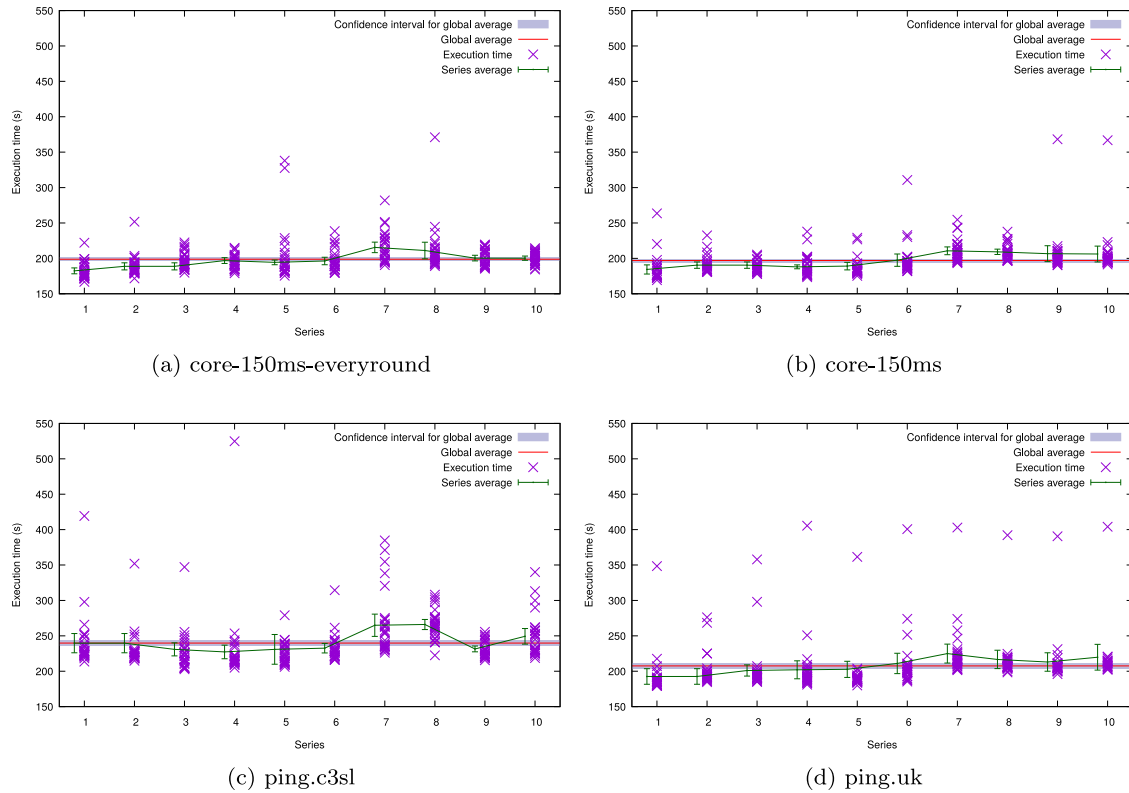 550
500
450
400
350
300
250
200
150
Execution time (s)
Confidence interval for global average
Global average
Execution time
Series average
1 2 3 4 5 6 7 8 9 10
Series
(a) core-150ms-everyround
550
500
450
400
350
300
250
200
150
Execution time (s)
Confidence interval for global average
Global average
Execution time
Series average
1 2 3 4 5 6 7 8 9 10
Series
(b) core-150ms
550
500
450
400
350
300
250
200
150
Execution time (s)
Confidence interval for global average
Global average
Execution time
Series average
1 2 3 4 5 6 7 8 9 10
Series
(c) ping.c3sl
550
500
450
400
350
300
250
200
150
Execution time (s)
Confidence interval for global average
Global average
Execution time
Series average
1 2 3 4 5 6 7 8 9 10
Series
(d) ping.uk